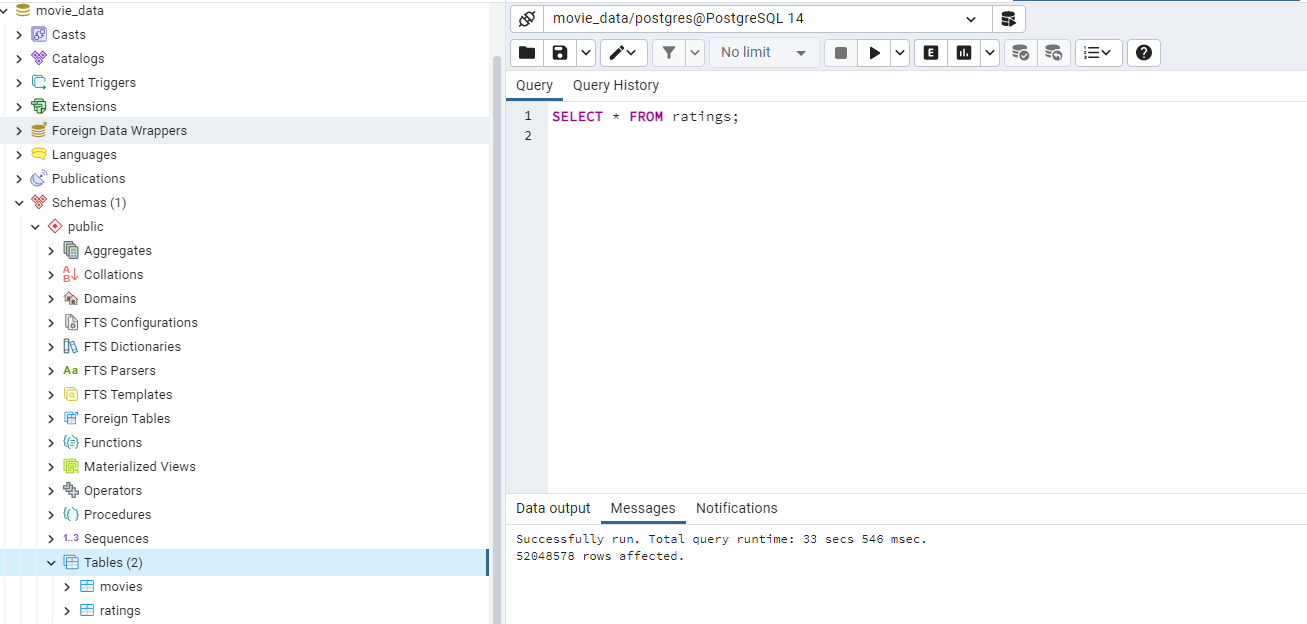 movie_data
Casts
Catalogs
Event Triggers
Extensions
Foreign Data Wrappers
Languages
Publications
Schemas (1)
public
Aggregates
Collations
Domains
FTS Configurations
FTS Dictionaries
Aa FTS Parsers
FTS Templates
Foreign Tables
Functions
Materialized Views
Operators
Procedures
1..3 Sequences
Tables (2)
movies
ratings
movie_data/postgres@PostgreSQL 14
No limit
E
Query Query History
1 SELECT * FROM ratings;
2
Data output Messages Notifications
Successfully run. Total query runtime: 33 secs 546 msec.
52048578 rows affected.